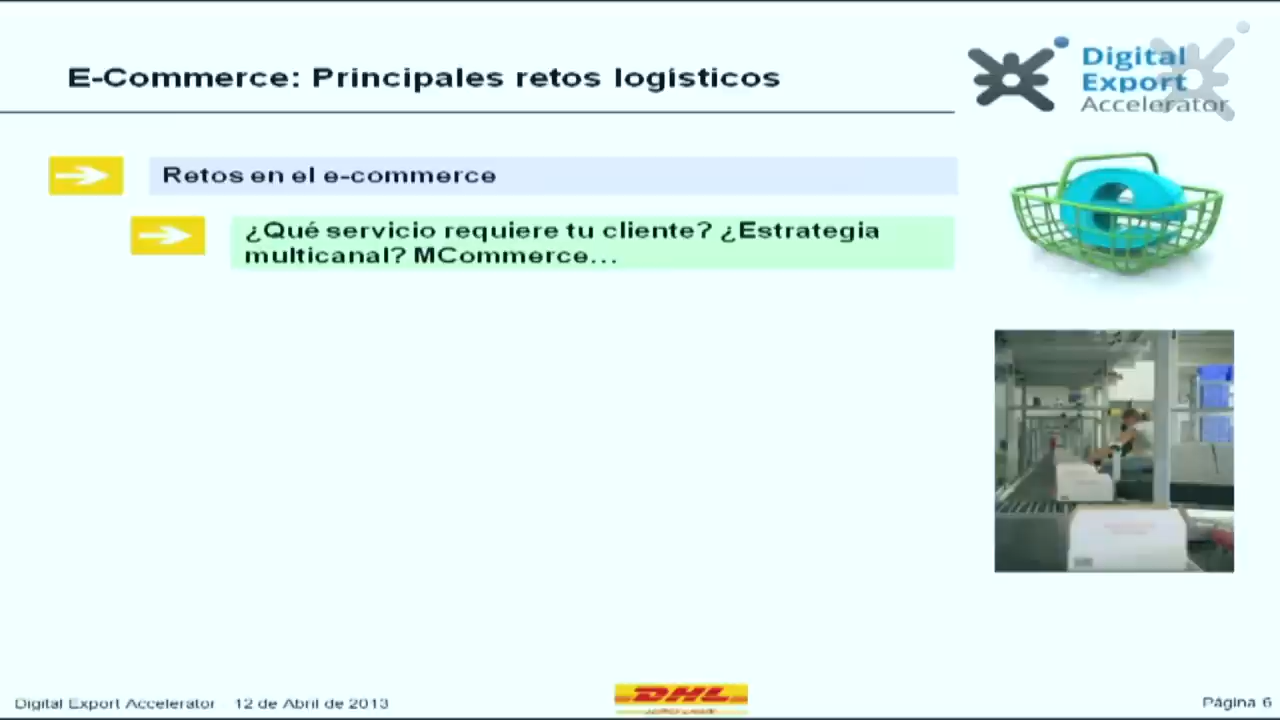 E-Commerce: Principales retos logísticos
Digital
Export
Accelerator
Retos en el e-commerce
¿Qué servicio requiere tu cliente? ¿Estrategia
multicanal? MCommerce...
Digital Export Accelerator 12 de Abril de 2013
DHL
Página 6